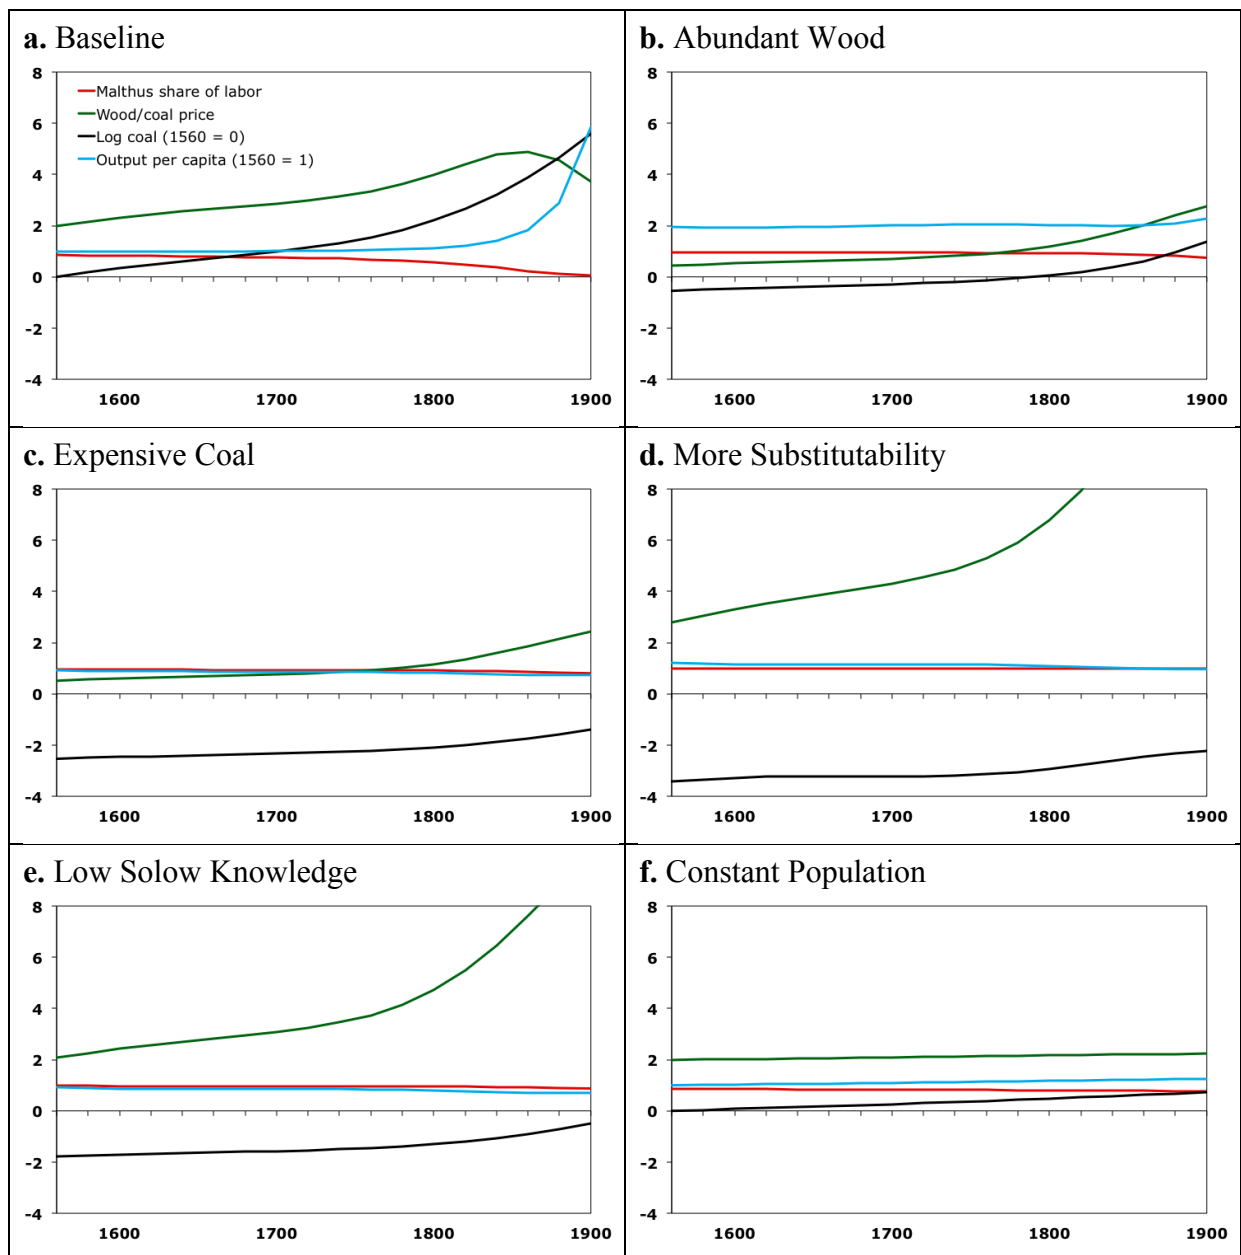 a. Baseline
8
6
4
2
0
-2
-4
Malthus share of labor
Wood/coal price
Log coal (1560 = 0)
Output per capita (1560 = 1)
1600 1700 1800 1900
b. Abundant Wood
8
6
4
2
0
-2
-4
1600 1700 1800 1900
c. Expensive Coal
8
6
4
2
0
-2
-4
1600 1700 1800 1900
d. More Substitutability
8
6
4
2
0
-2
-4
1600 1700 1800 1900
e. Low Solow Knowledge
8
6
4
2
0
-2
-4
1600 1700 1800 1900
f. Constant Population
8
6
4
2
0
-2
-4
1600 1700 1800 1900